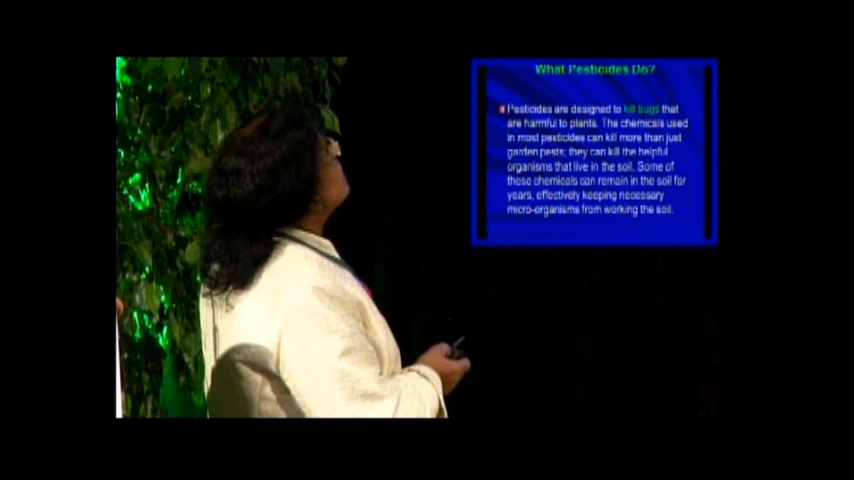 What Pesticides Do?
Pesticides are designed to kill bugs that
are harmful to plants. The chemicals used
in most pesticides can kill more than just
garden pests; they can kill the helpful
organisms that live in the soil. Some of
these chemicals can remain in the soil for
years, effectively keeping necessary
micro-organisms from working the soil.